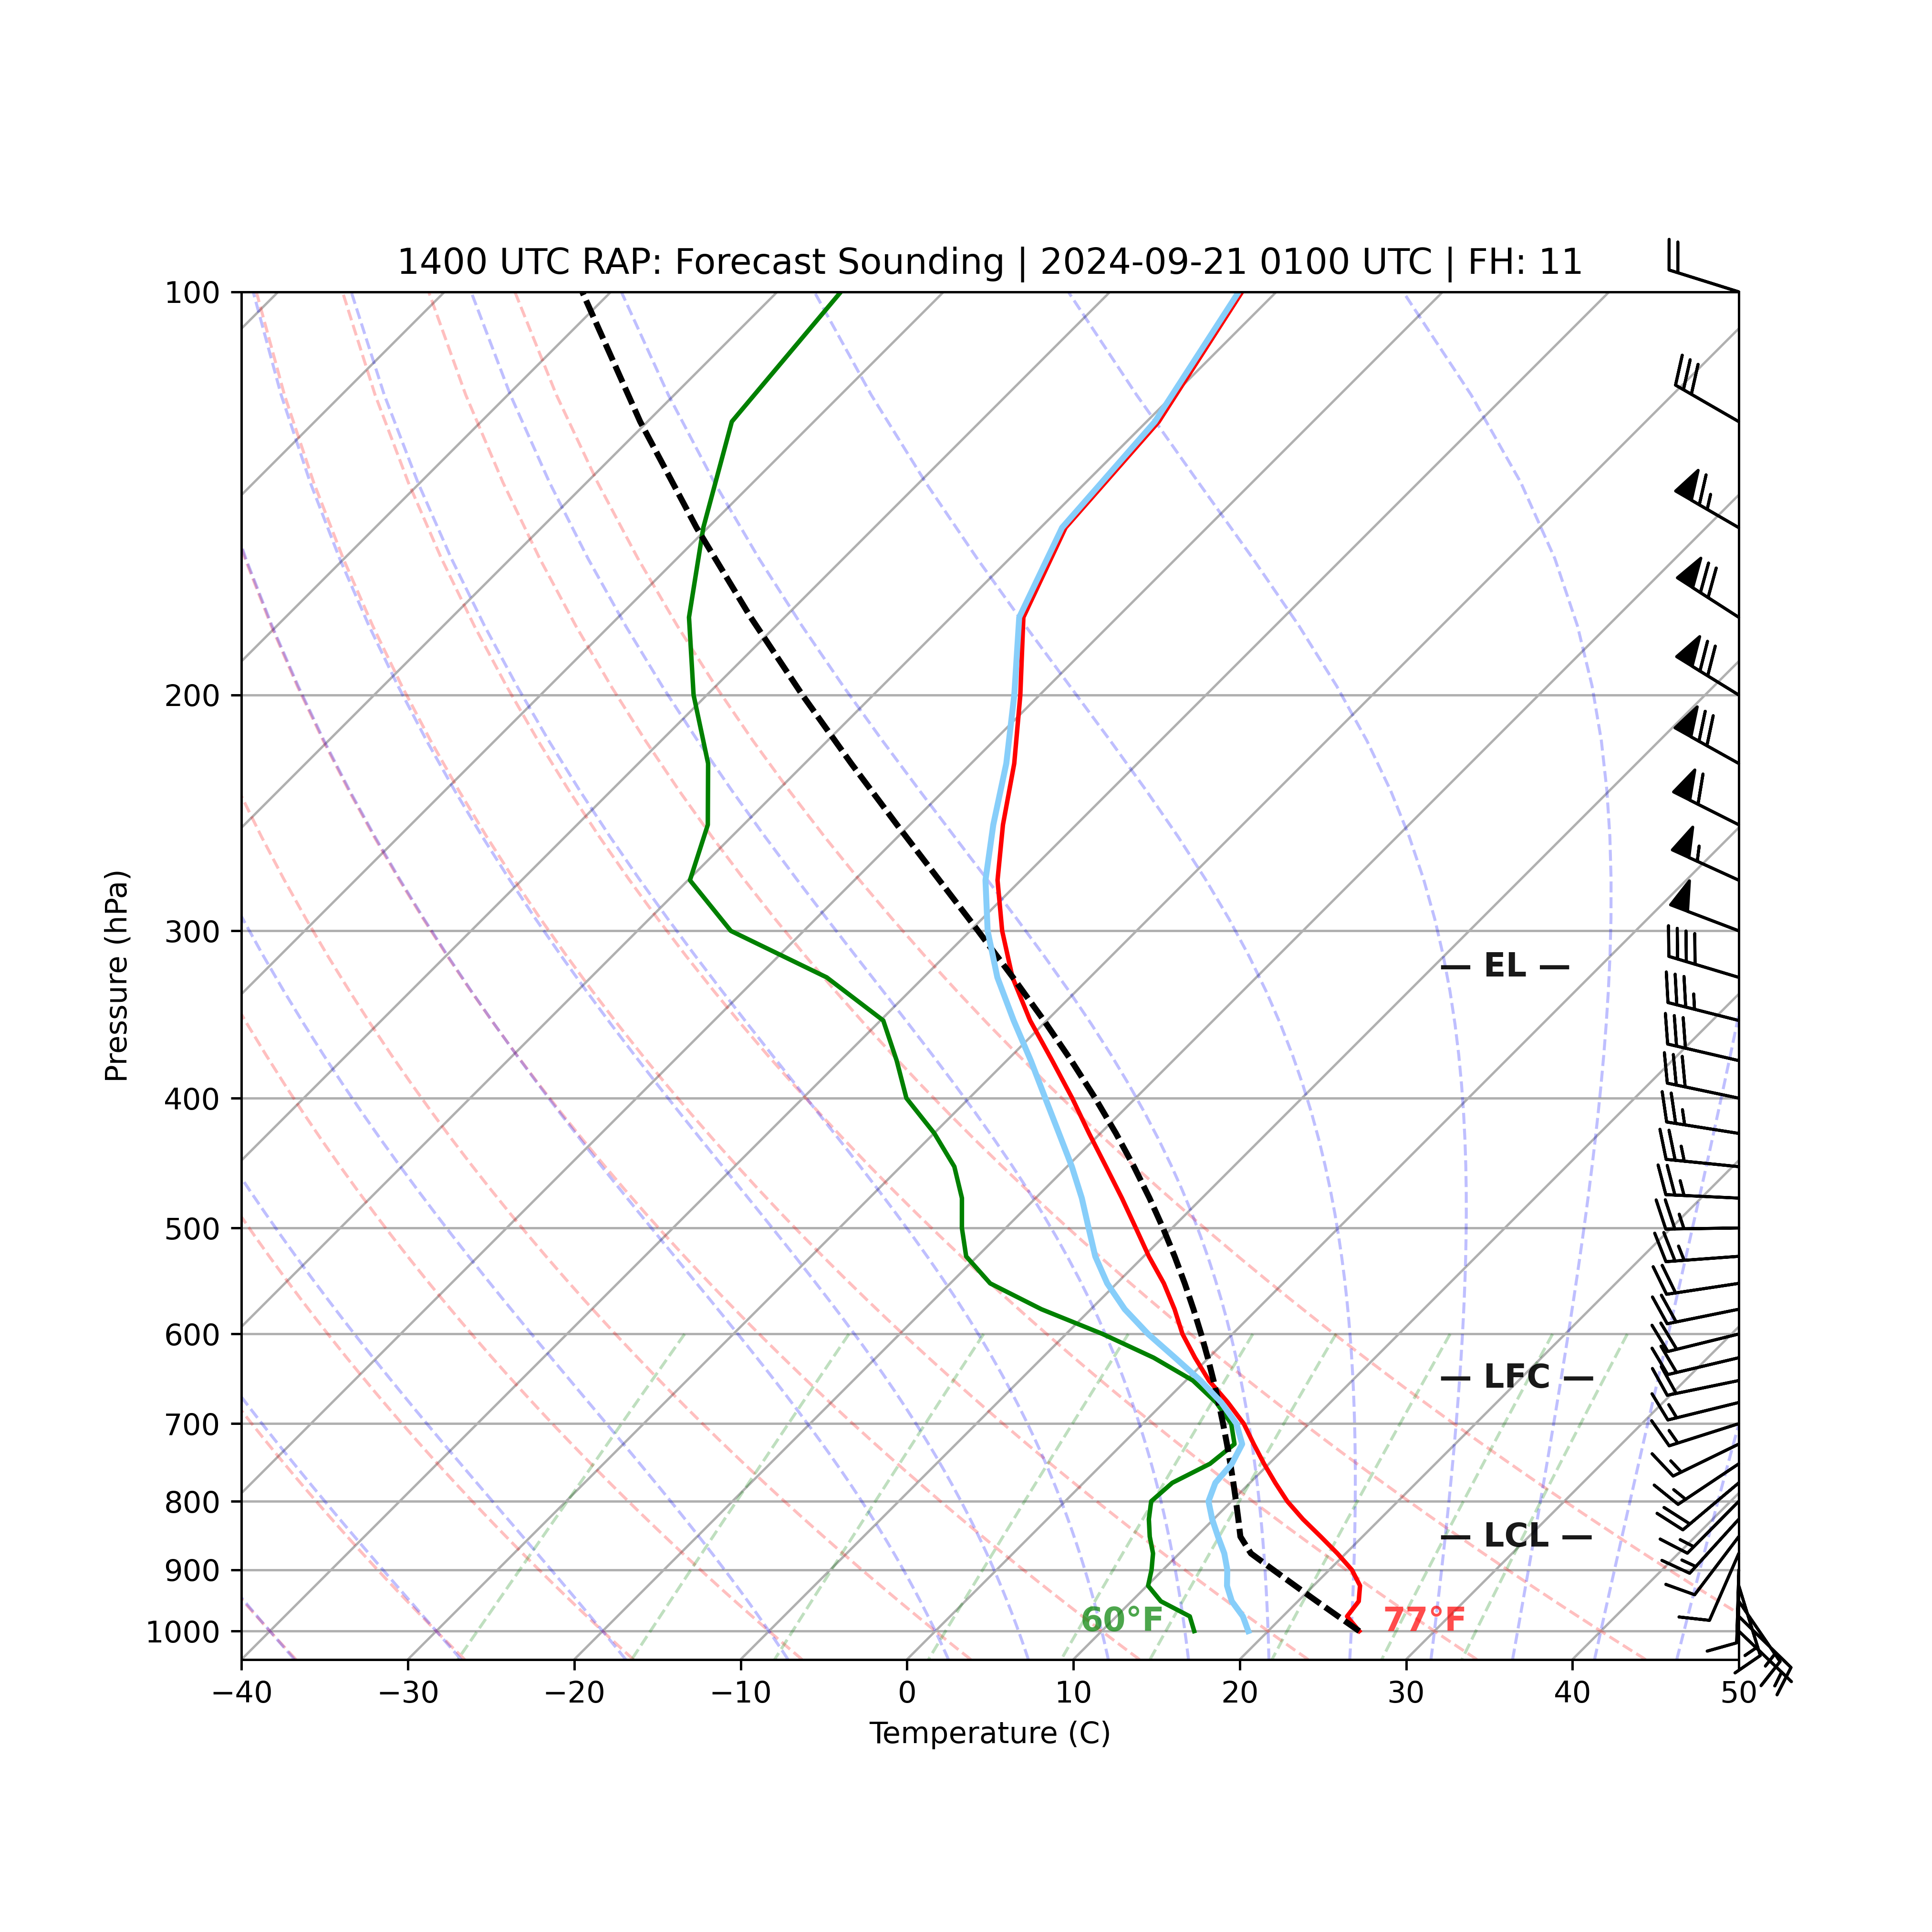 1400 UTC RAP: Forecast Sounding | 2024-09-21 0100 UTC | FH: 11
100
200
300
— EL —
Pressure (hPa)
400
500
600
— LFC —
700
800
— LCL —
900
60°F 77°F
1000
−40 −30 −20 −10 0 10 20 30 40 50
Temperature (C)